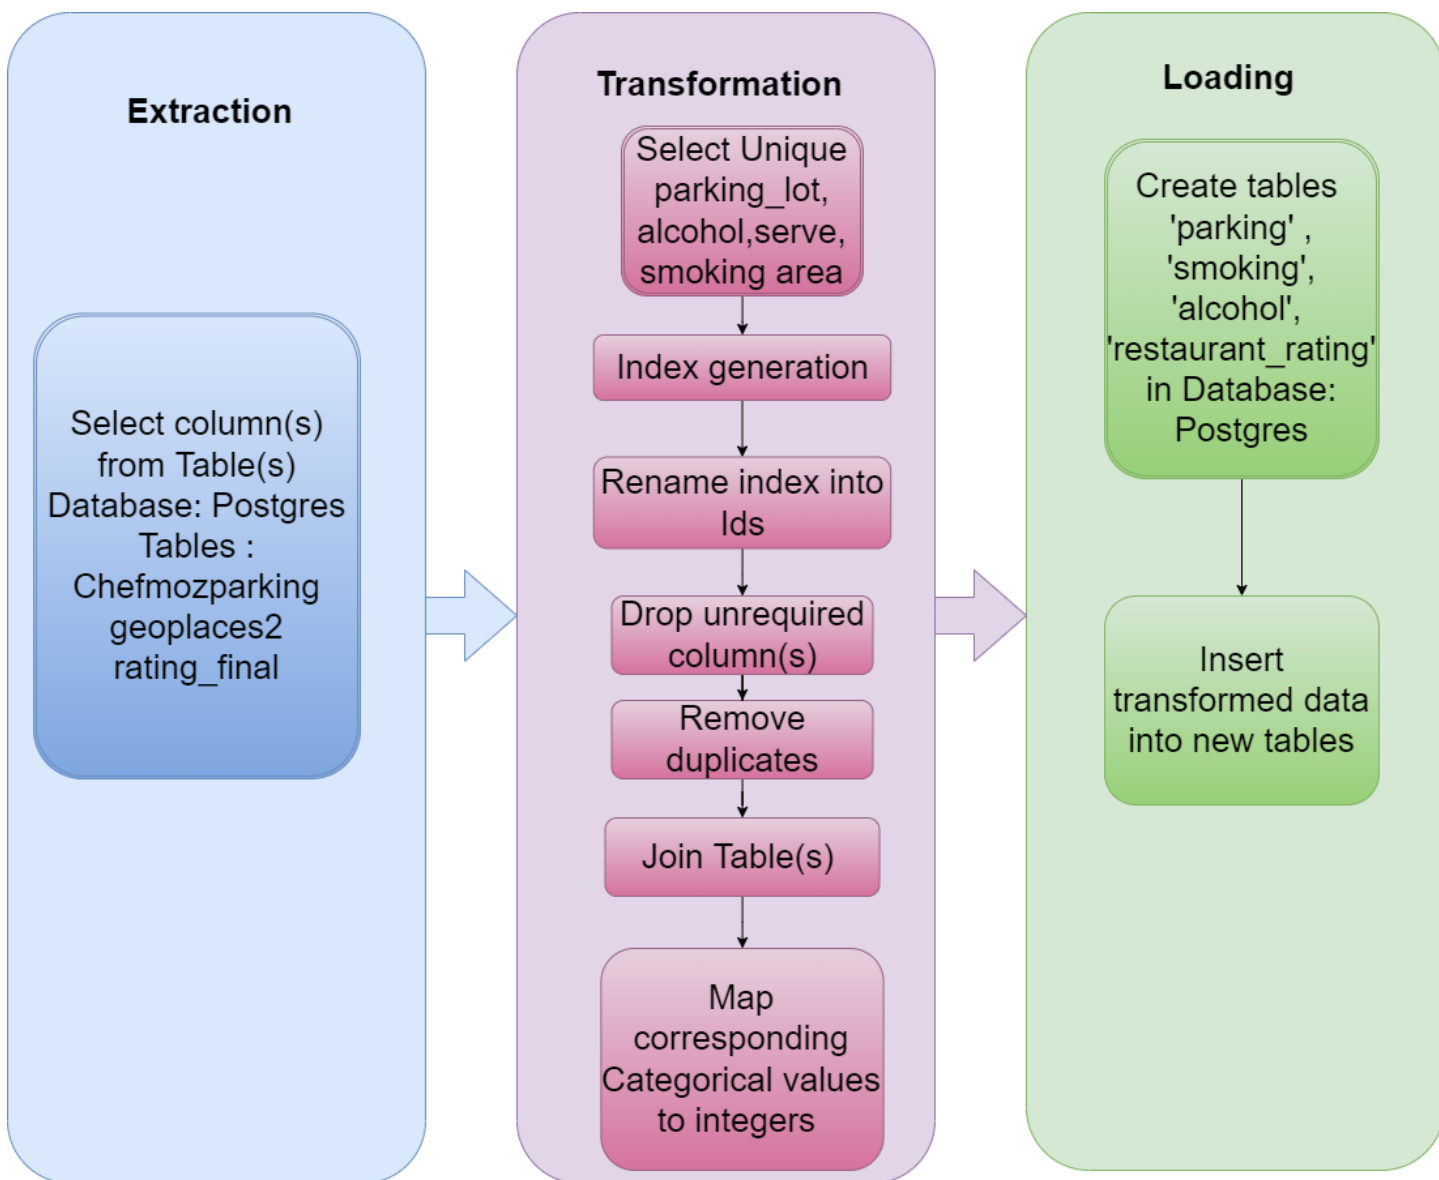 Extraction
Select column(s)
from Table(s)
Database: Postgres
Tables :
Chefmozparking
geoplaces2
rating_final
Transformation
Select Unique
parking_lot,
alcohol,serve,
smoking area
Index generation
Rename index into
Ids
Drop unrequired
column(s)
Remove
duplicates
Join Table(s)
Map
corresponding
Categorical values
to integers
Loading
Create tables
'parking' ,
'smoking',
'alcohol',
'restaurant_rating'
in Database:
Postgres
Insert
transformed data
into new tables